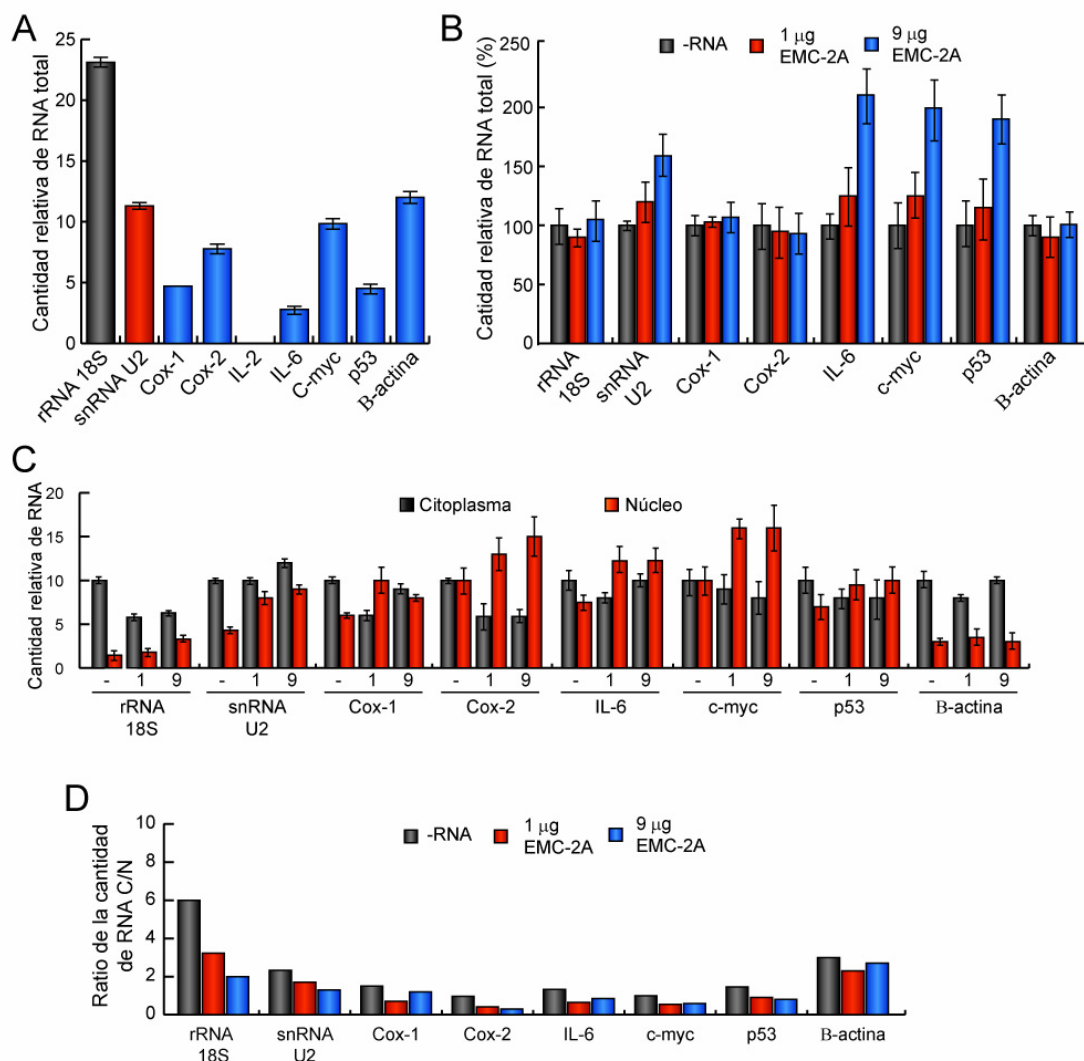 A
Cantidad relativa de RNA total
25
20
15
10
5
0
rRNA 18S
snRNA U2
Cox-1
Cox-2
IL-2
IL-6
C-myc
p53
B-actina
B
Catidad relativa de RNA total (%)
-RNA
1 µg
EMC-2A
9 µg
EMC-2A
250
200
150
100
50
0
rRNA
18S
snRNA
U2
Cox-1
Cox-2
IL-6
c-myc
p53
B-actina
C
Cantidad relativa de RNA
Citoplasma
Núcleo
20
15
10
5
0
- 1 9 - 1 9 - 1 9 - 1 9 - 1 9 - 1 9 - 1 9 - 1 9
rRNA snRNA Cox-1 Cox-2 IL-6 c-myc p53 B-actina
18S U2
D
Ratio de la cantidad
de RNA C/N
-RNA
1 µg
EMC-2A
9 µg
EMC-2A
10
8
6
4
2
0
rRNA snRNA Cox-1 Cox-2 IL-6 c-myc p53 B-actina
18S U2